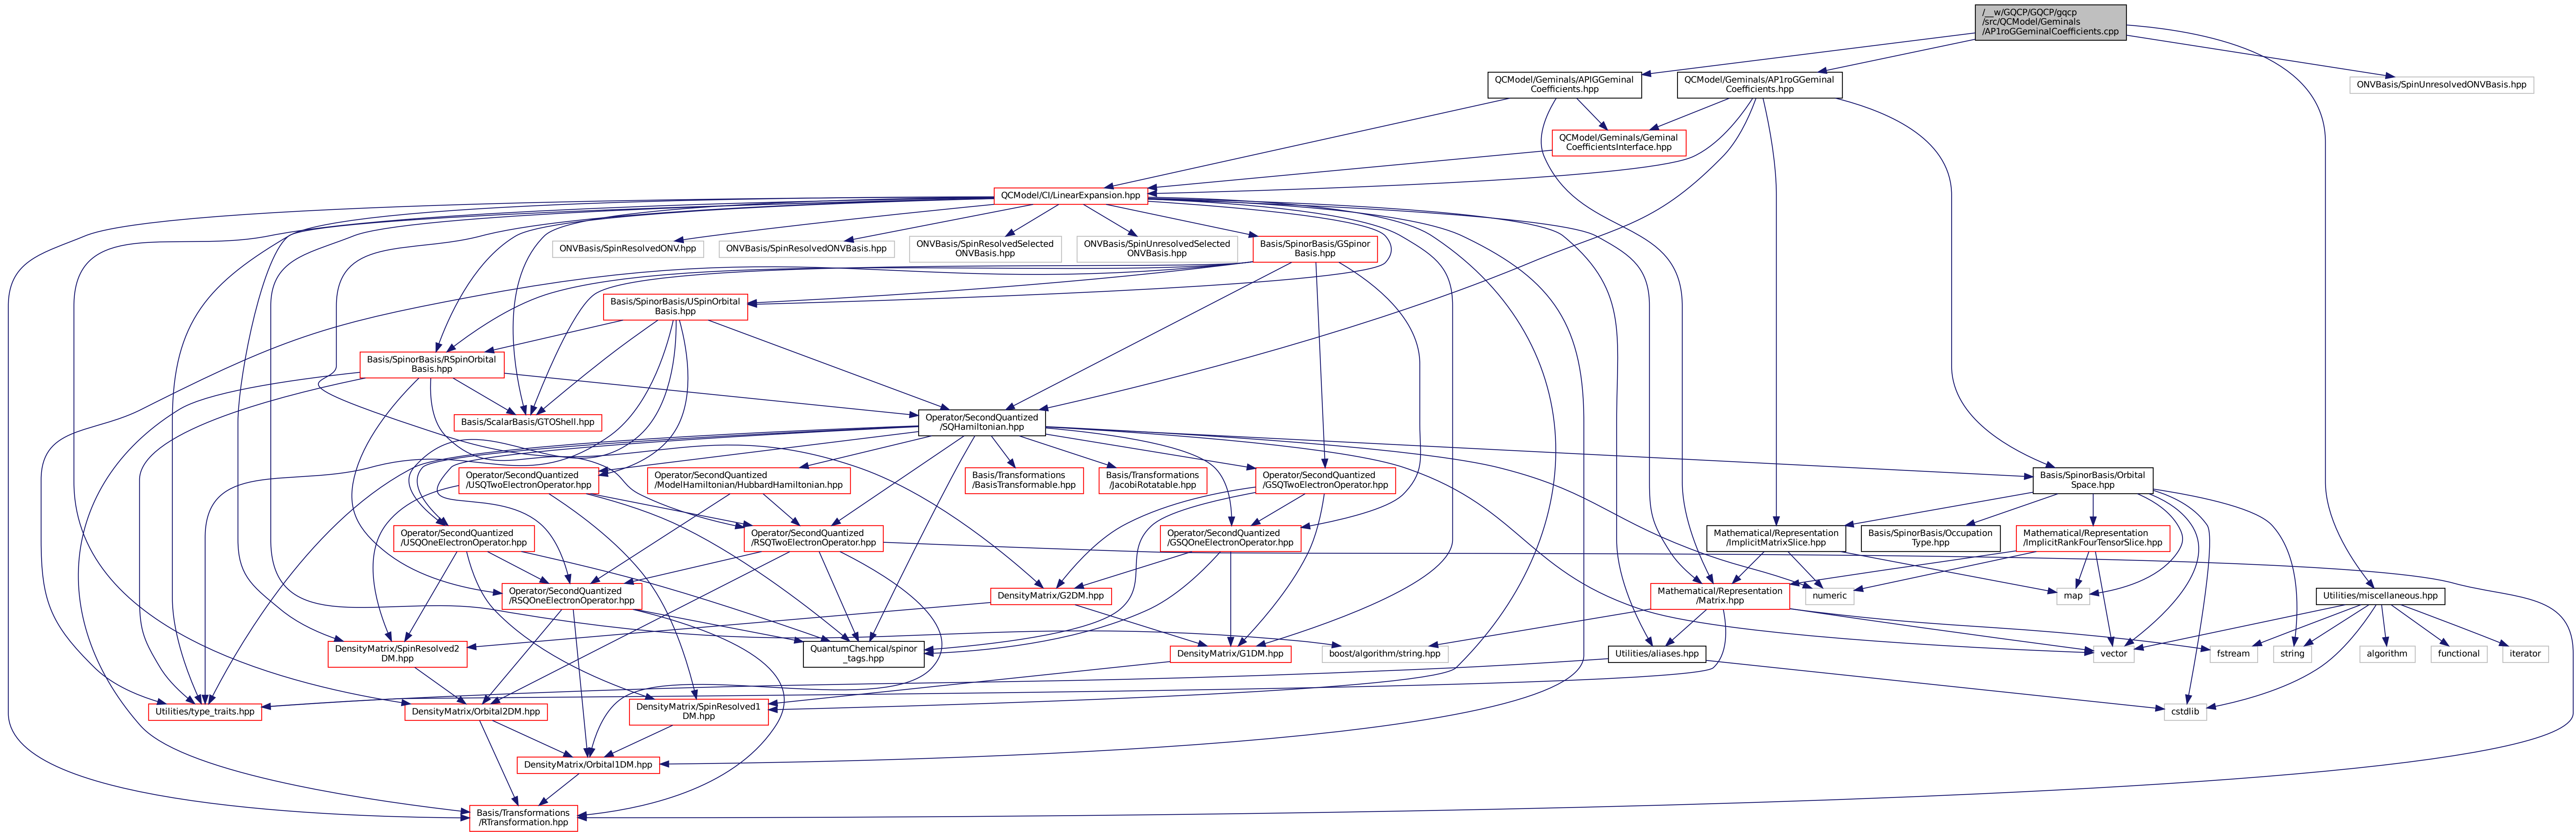 /__w/GQCP/GQCP/gqcp
/src/QCModel/Geminals
/AP1roGGeminalCoefficients.cpp
QCModel/Geminals/APIGGeminal
Coefficients.hpp
QCModel/Geminals/AP1roGGeminal
Coefficients.hpp
ONVBasis/SpinUnresolvedONVBasis.hpp
QCModel/Geminals/Geminal
CoefficientsInterface.hpp
QCModel/CI/LinearExpansion.hpp
ONVBasis/SpinResolvedONV.hpp
ONVBasis/SpinResolvedONVBasis.hpp
ONVBasis/SpinResolvedSelected
ONVBasis.hpp
ONVBasis/SpinUnresolvedSelected
ONVBasis.hpp
Basis/SpinorBasis/GSpinor
Basis.hpp
Basis/SpinorBasis/USpinOrbital
Basis.hpp
Basis/SpinorBasis/RSpinOrbital
Basis.hpp
Basis/ScalarBasis/GTOShell.hpp
Operator/SecondQuantized
/SQHamiltonian.hpp
Operator/SecondQuantized
/USQTwoElectronOperator.hpp
Operator/SecondQuantized
/ModelHamiltonian/HubbardHamiltonian.hpp
Basis/Transformations
/BasisTransformable.hpp
Basis/Transformations
/JacobiRotatable.hpp
Operator/SecondQuantized
/GSQTwoElectronOperator.hpp
Basis/SpinorBasis/Orbital
Space.hpp
Operator/SecondQuantized
/USQOneElectronOperator.hpp
Operator/SecondQuantized
/RSQTwoElectronOperator.hpp
Operator/SecondQuantized
/GSQOneElectronOperator.hpp
Mathematical/Representation
/ImplicitMatrixSlice.hpp
Basis/SpinorBasis/Occupation
Type.hpp
Mathematical/Representation
/ImplicitRankFourTensorSlice.hpp
Operator/SecondQuantized
/RSQOneElectronOperator.hpp
DensityMatrix/G2DM.hpp
Mathematical/Representation
/Matrix.hpp
numeric
map
Utilities/miscellaneous.hpp
DensityMatrix/SpinResolved2
DM.hpp
QuantumChemical/spinor
_tags.hpp
DensityMatrix/G1DM.hpp
boost/algorithm/string.hpp
Utilities/aliases.hpp
vector
fstream
string
algorithm
functional
iterator
Utilities/type_traits.hpp
DensityMatrix/Orbital2DM.hpp
DensityMatrix/SpinResolved1
DM.hpp
cstdlib
DensityMatrix/Orbital1DM.hpp
Basis/Transformations
/RTransformation.hpp